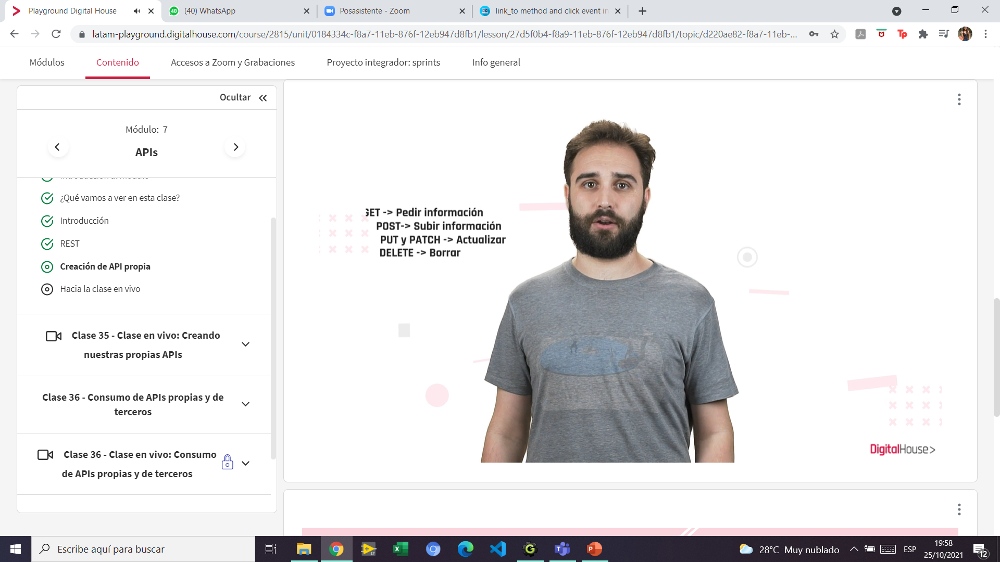 Playground Digital House
(40) WhatsApp
Posasistente - Zoom
link_to method and click event in
latam-playground.digitalhouse.com/course/2815/unit/0184334c-f8a7-11eb-876f-12eb947d8fb1/lesson/27d5f0b4-f8a9-11eb-876f-12eb947d8fb1/topic/d220ae82-f8a7-11eb-...
Módulos
Contenido
Accesos a Zoom y Grabaciones
Proyecto integrador: sprints
Info general
Ocultar
Módulo: 7
APIs
¿Qué vamos a ver en esta clase?
Introducción
REST
Creación de API propia
Hacia la clase en vivo
Clase 35 - Clase en vivo: Creando
nuestras propias APIs
Clase 36 - Consumo de APIs propias y de
terceros
Clase 36 - Clase en vivo: Consumo
de APIs propias y de terceros
GET -> Pedir información
POST-> Subir información
PUT y PATCH -> Actualizar
DELETE -> Borrar
DigitalHouse>
Escribe aquí para buscar
28°C Muy nublado
ESP
19:58
25/10/2021
12